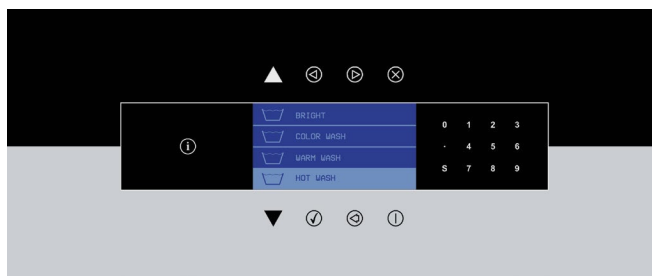 BRIGHT
COLOR WASH
WARM WASH
HOT WASH
i
0 1 2 3
· 4 5 6
S 7 8 9